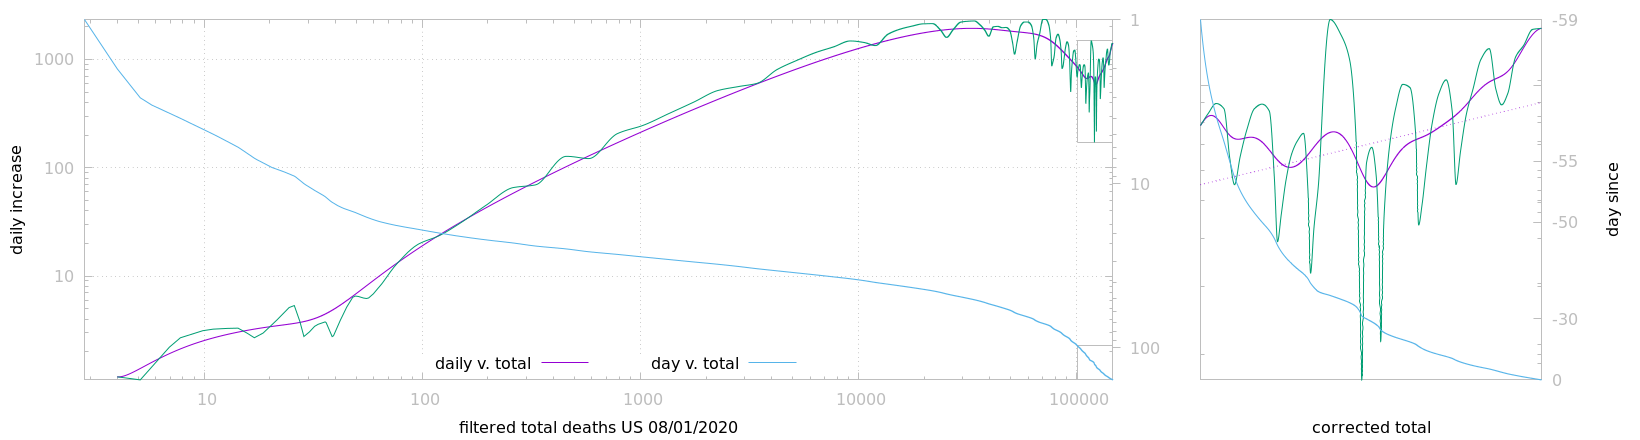 1000
100
10
daily increase
10
100
1000
10000
100000
1
10
100
daily v. total
day v. total
filtered total deaths US 08/01/2020
-59
-55
-50
-30
0
day since
corrected total